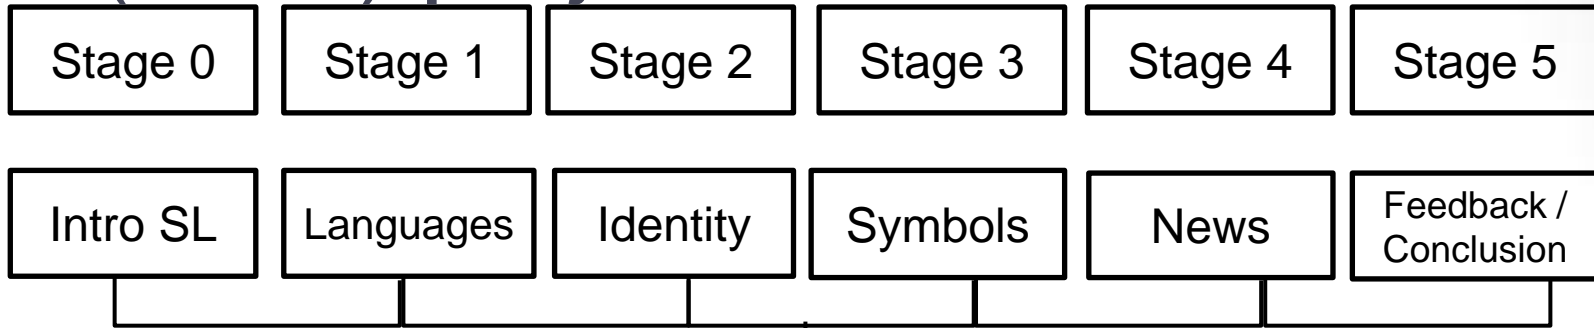 Stage 0 Stage 1 Stage 2 Stage 3 Stage 4 Stage 5
Intro SL Languages Identity Symbols News Feedback /
Conclusion